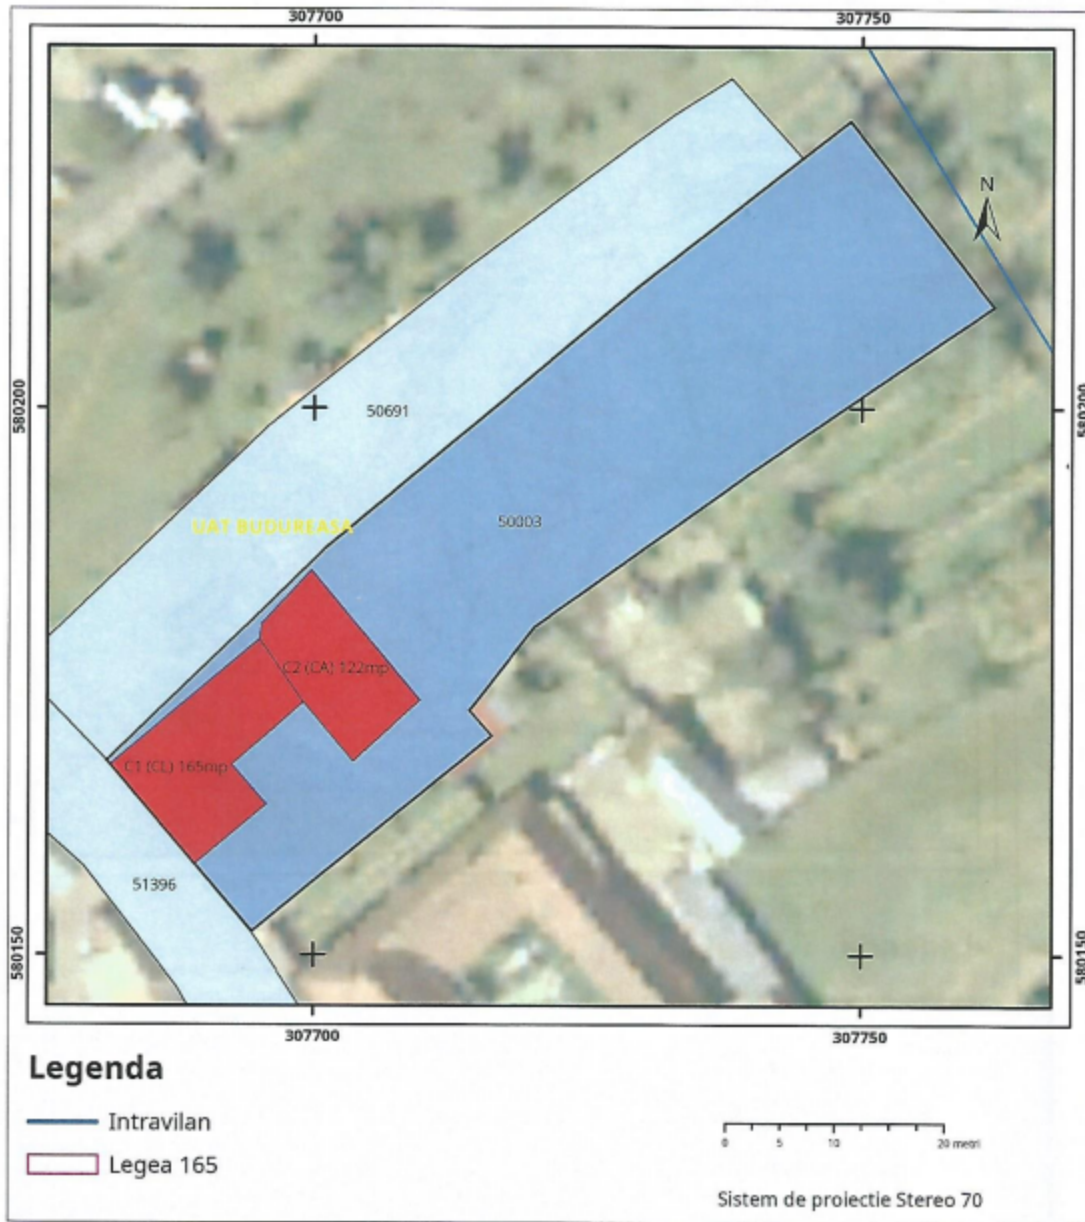 307700
307750
N
580200
580200
50691
UAT BUDUREASA
50003
C2 (CA) 122mp
C1 (CL) 165mp
51396
580150
580150
307700
307750
Legenda
Intravilan
Legea 165
0 5 10 20 metri
Sistem de proiectie Stereo 70